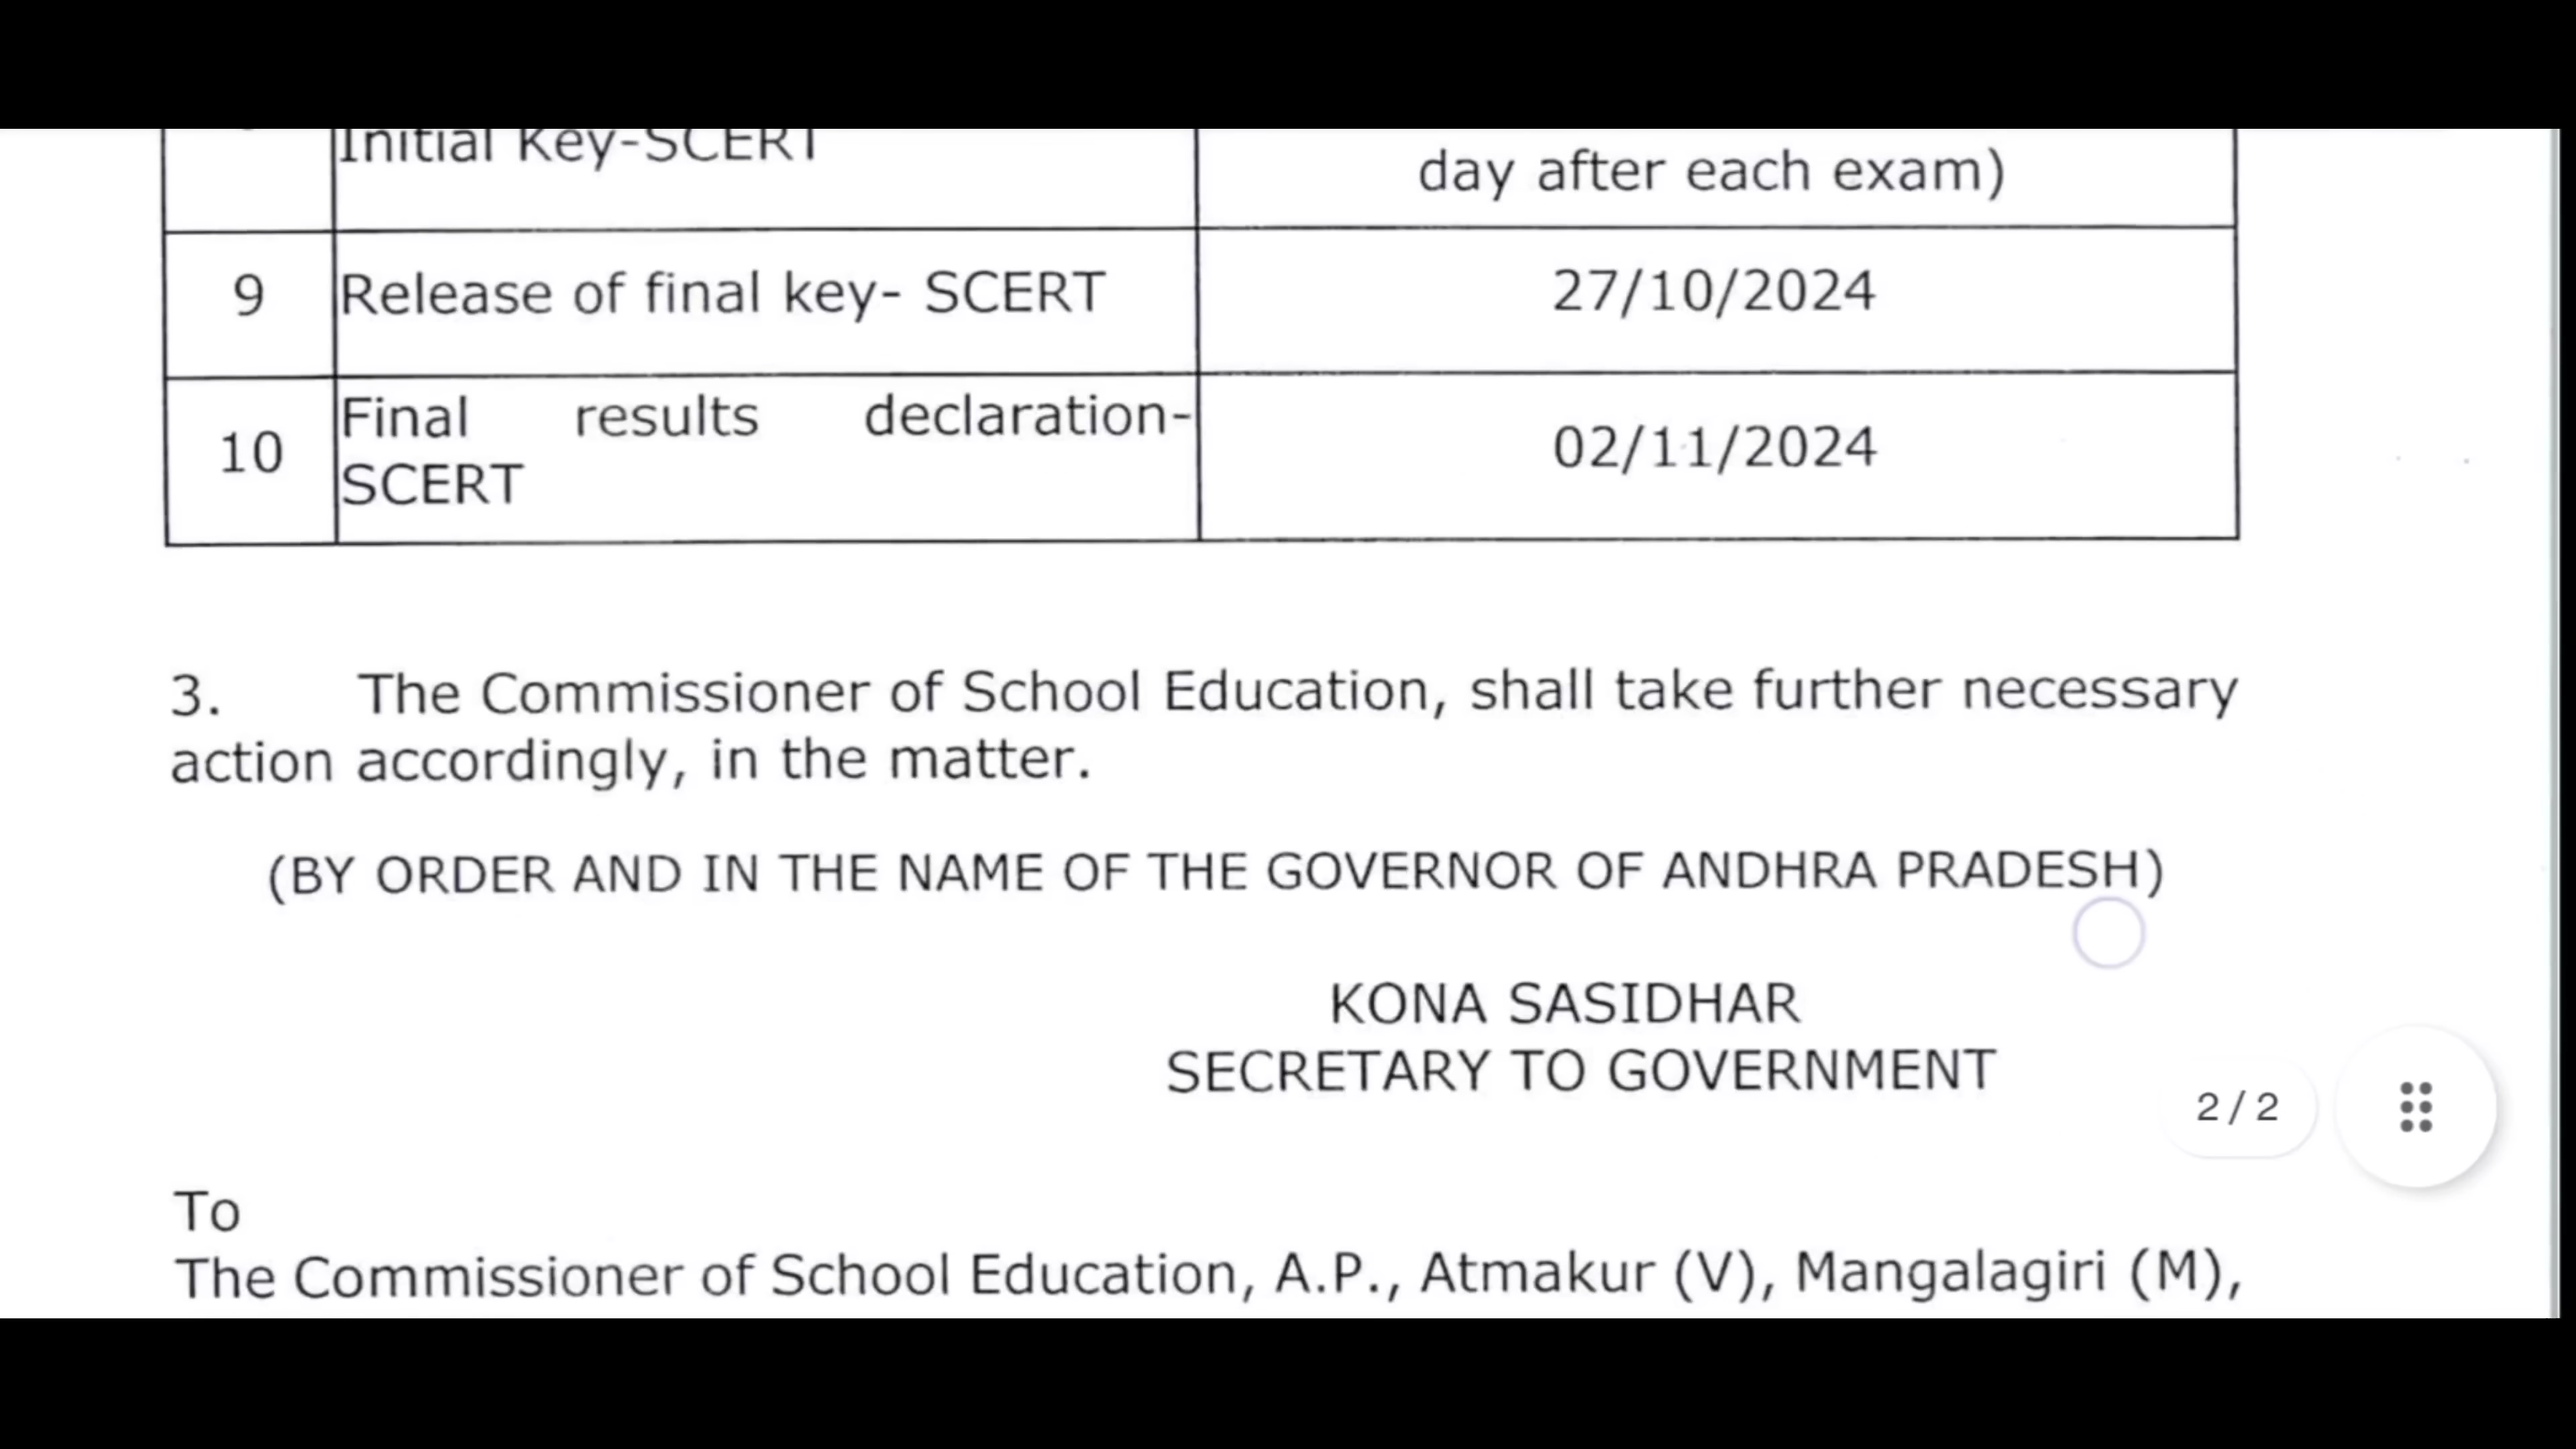 Initial Key-SCERT
day after each exam)
9 Release of final key- SCERT 27/10/2024
10 Final results declaration-
SCERT 02/11/2024
3. The Commissioner of School Education, shall take further necessary
action accordingly, in the matter.
(BY ORDER AND IN THE NAME OF THE GOVERNOR OF ANDHRA PRADESH)
KONA SASIDHAR
SECRETARY TO GOVERNMENT
2 / 2
To
The Commissioner of School Education, A.P., Atmakur (V), Mangalagiri (M),